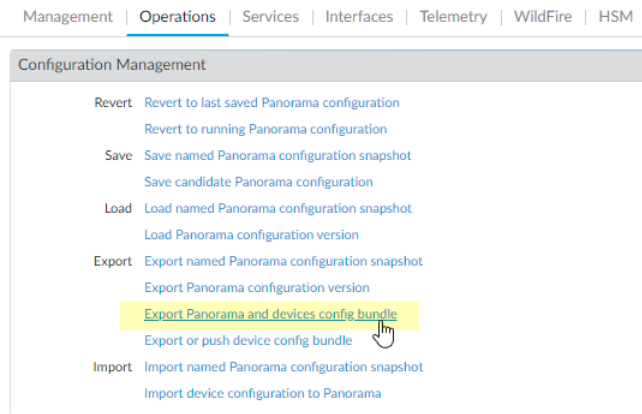 Management | Operations | Services | Interfaces | Telemetry | WildFire | HSM
Configuration Management
Revert Revert to last saved Panorama configuration
Revert to running Panorama configuration
Save Save named Panorama configuration snapshot
Save candidate Panorama configuration
Load Load named Panorama configuration snapshot
Load Panorama configuration version
Export Export named Panorama configuration snapshot
Export Panorama configuration version
Export Panorama and devices config bundle
Export or push device config bundle
Import Import named Panorama configuration snapshot
Import device configuration to Panorama